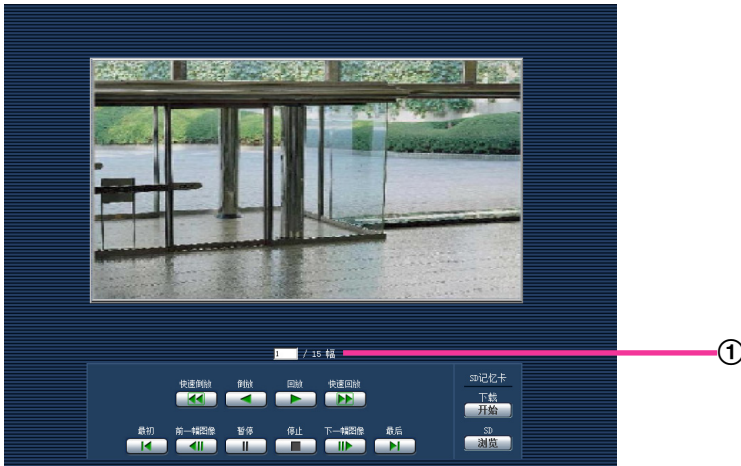 1 / 15 幅
①
快速倒放 倒放 回放 快速回放
最初 前一幅图像 暂停 停止 下一幅图像 最后
SD记忆卡
下载
开始
SD
浏览